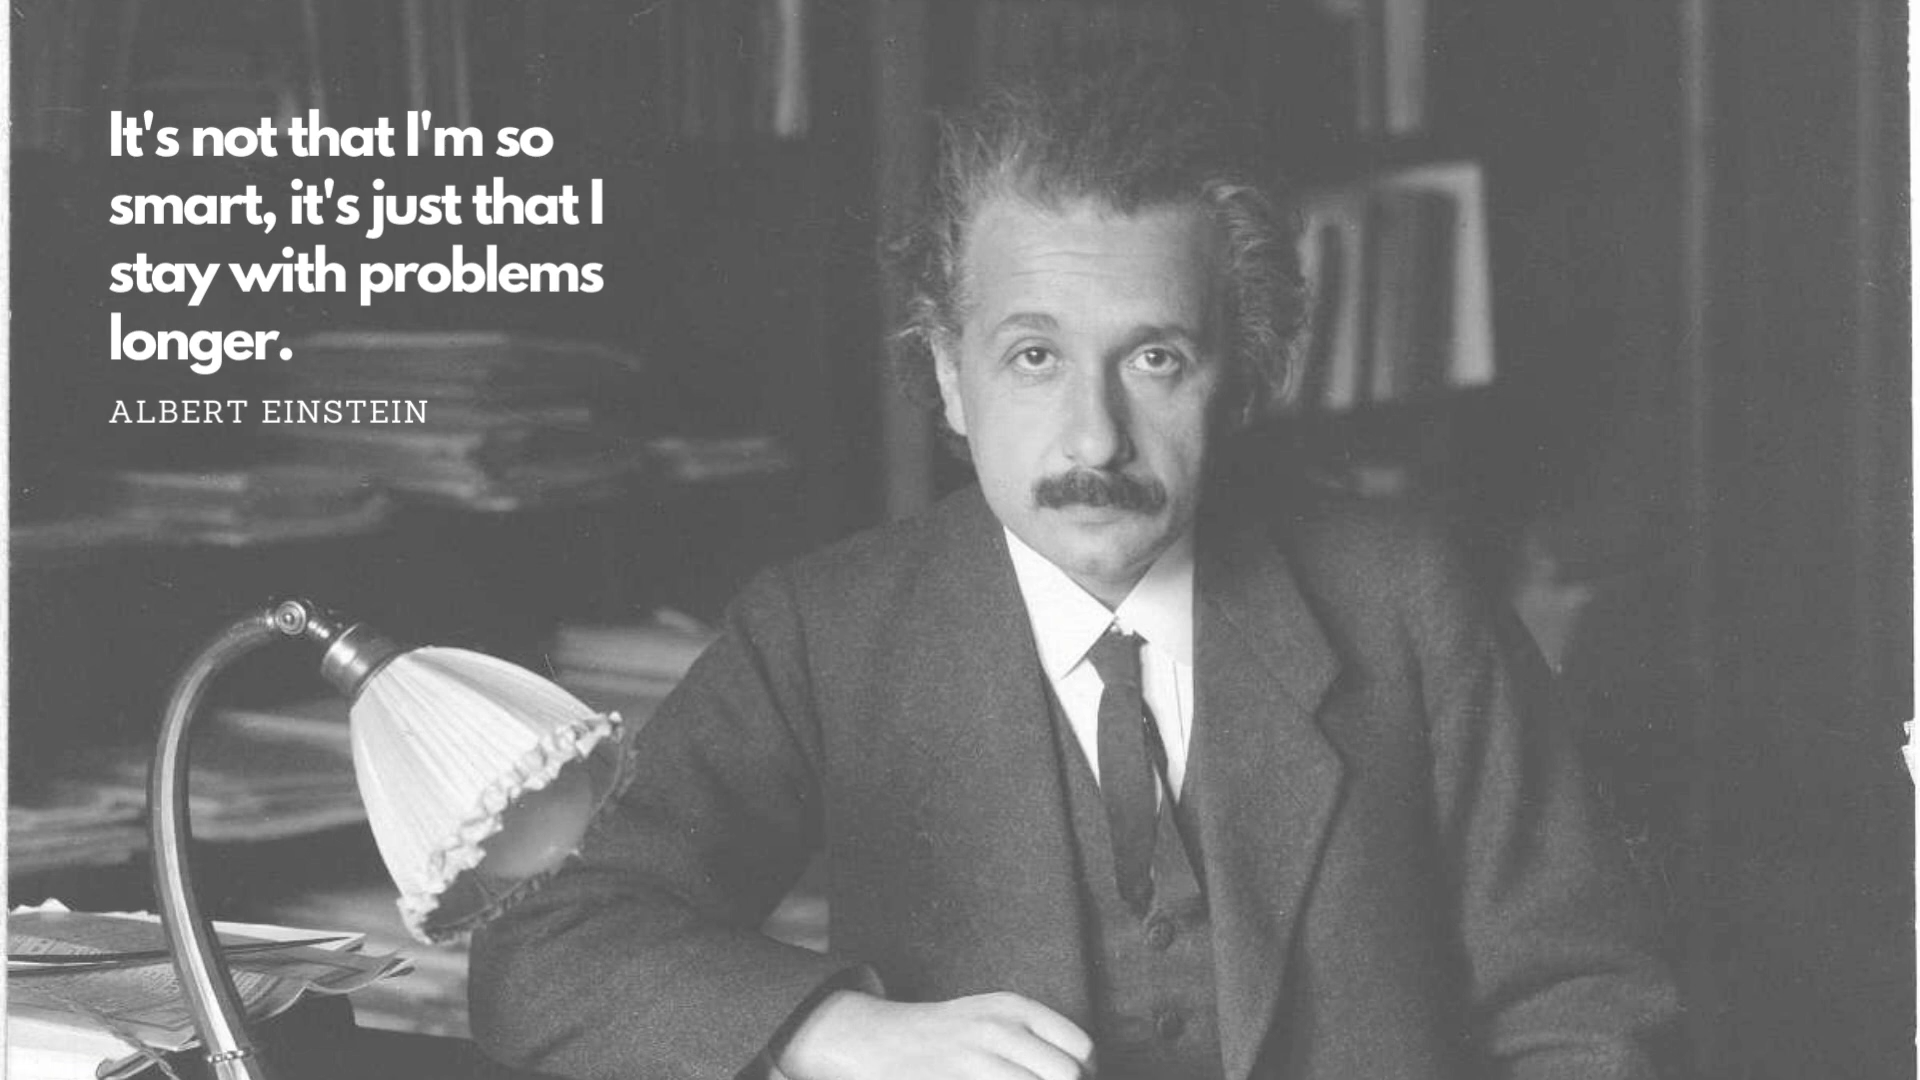 It's not that I'm so
smart, it's just that I
stay with problems
longer.
ALBERT EINSTEIN